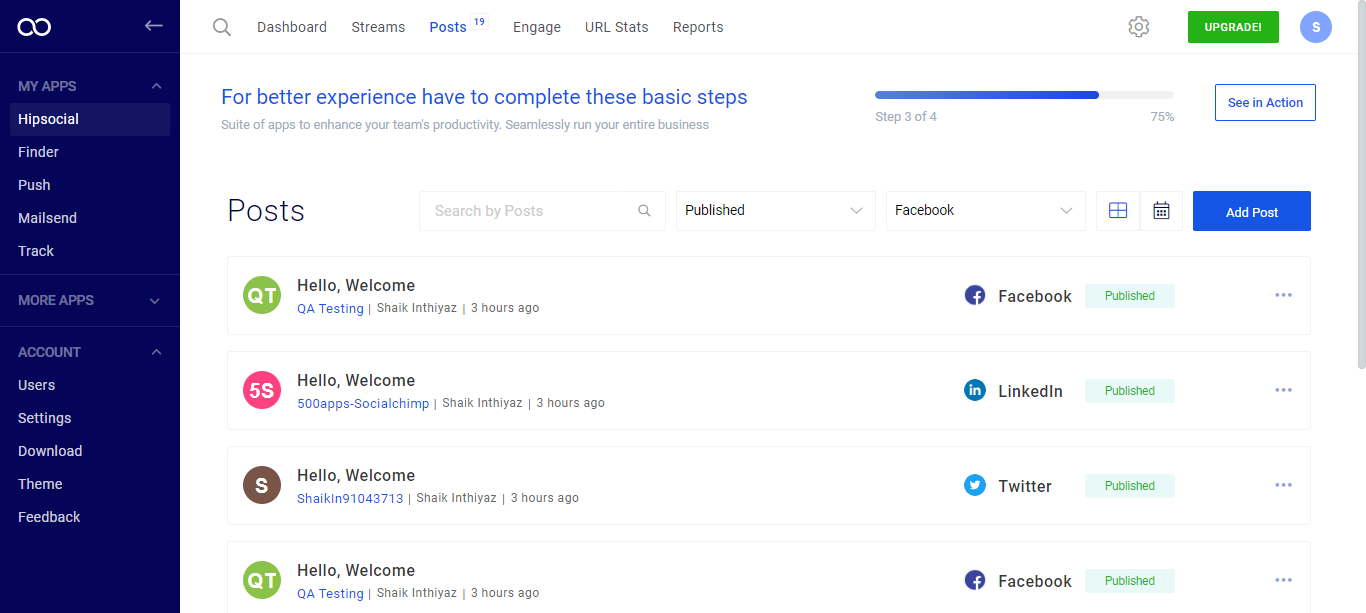 Dashboard Streams Posts 19 Engage URL Stats Reports UPGRADE! S
MY APPS
Hipsocial
Finder
Push
Mailsend
Track
MORE APPS
ACCOUNT
Users
Settings
Download
Theme
Feedback
For better experience have to complete these basic steps
Suite of apps to enhance your team's productivity. Seamlessly run your entire business
Step 3 of 4 75%
See in Action
Posts Search by Posts Published Facebook Add Post
QT Hello, Welcome
QA Testing | Shaik Inthiyaz | 3 hours ago
Facebook Published
5S Hello, Welcome
500apps-Socialchimp | Shaik Inthiyaz | 3 hours ago
in LinkedIn Published
S Hello, Welcome
ShaikIn91043713 | Shaik Inthiyaz | 3 hours ago
Twitter Published
QT Hello, Welcome
QA Testing | Shaik Inthiyaz | 3 hours ago
Facebook Published